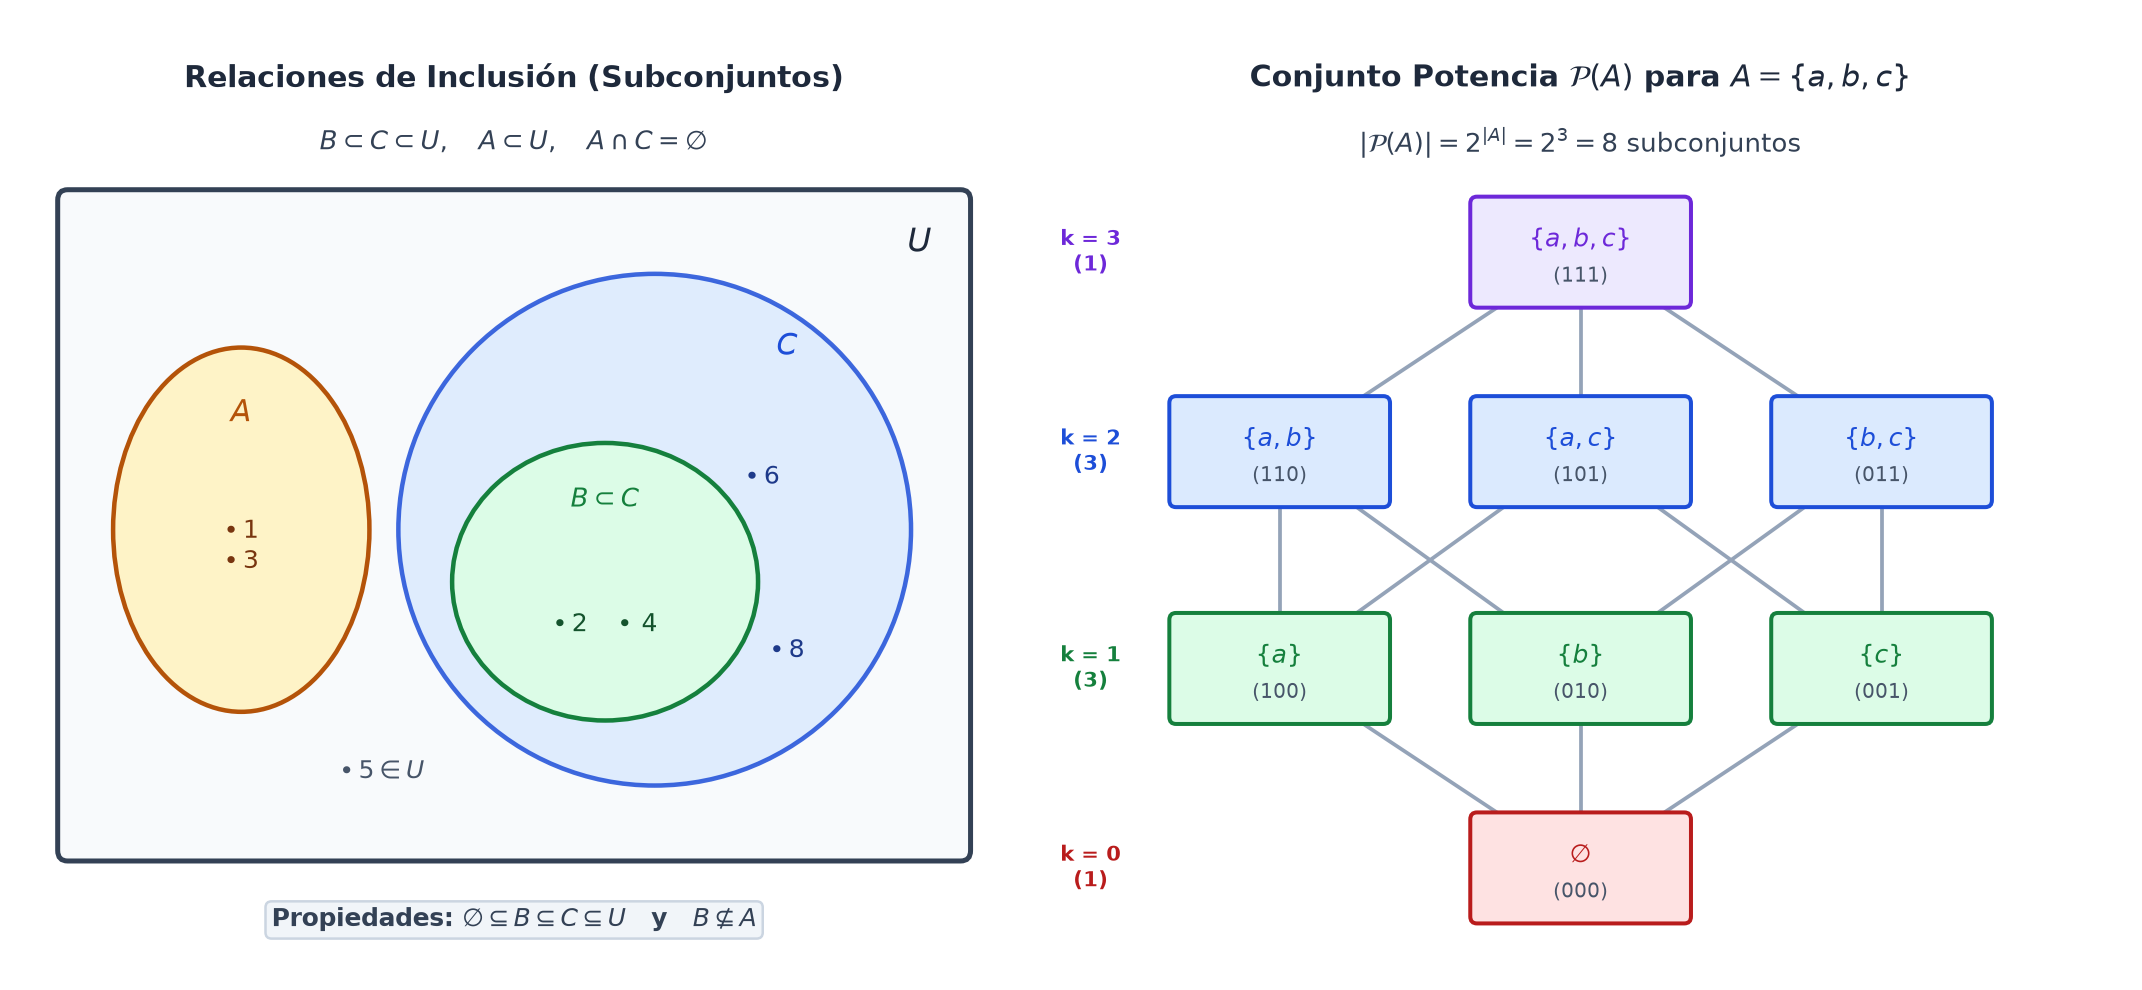 Relaciones de Inclusión (Subconjuntos)
B ⊂ C ⊂ U, A ⊂ U, A ∩ C = ∅
U
C
A
• 6
B ⊂ C
• 1
• 3
• 2 • 4
• 8
• 5 ∈ U
Propiedades: ∅ ⊆ B ⊆ C ⊆ U y B ⊈ A
Conjunto Potencia 𝒫(A) para A = {a, b, c}
|𝒫(A)| = 2^|A| = 2³ = 8 subconjuntos
k = 3
(1)
{a, b, c}
(111)
k = 2
(3)
{a, b} {a, c} {b, c}
(110) (101) (011)
k = 1
(3)
{a} {b} {c}
(100) (010) (001)
k = 0
(1)
∅
(000)